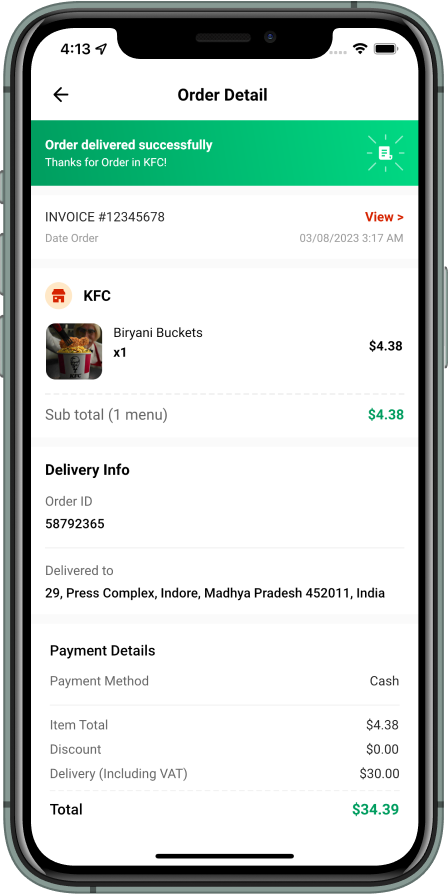 4:13
Order Detail
Order delivered successfully
Thanks for Order in KFC!
INVOICE #12345678 View >
Date Order 03/08/2023 3:17 AM
KFC
Biryani Buckets
x1 $4.38
KFC
Sub total (1 menu) $4.38
Delivery Info
Order ID
58792365
Delivered to
29, Press Complex, Indore, Madhya Pradesh 452011, India
Payment Details
Payment Method Cash
Item Total $4.38
Discount $0.00
Delivery (Including VAT) $30.00
Total $34.39